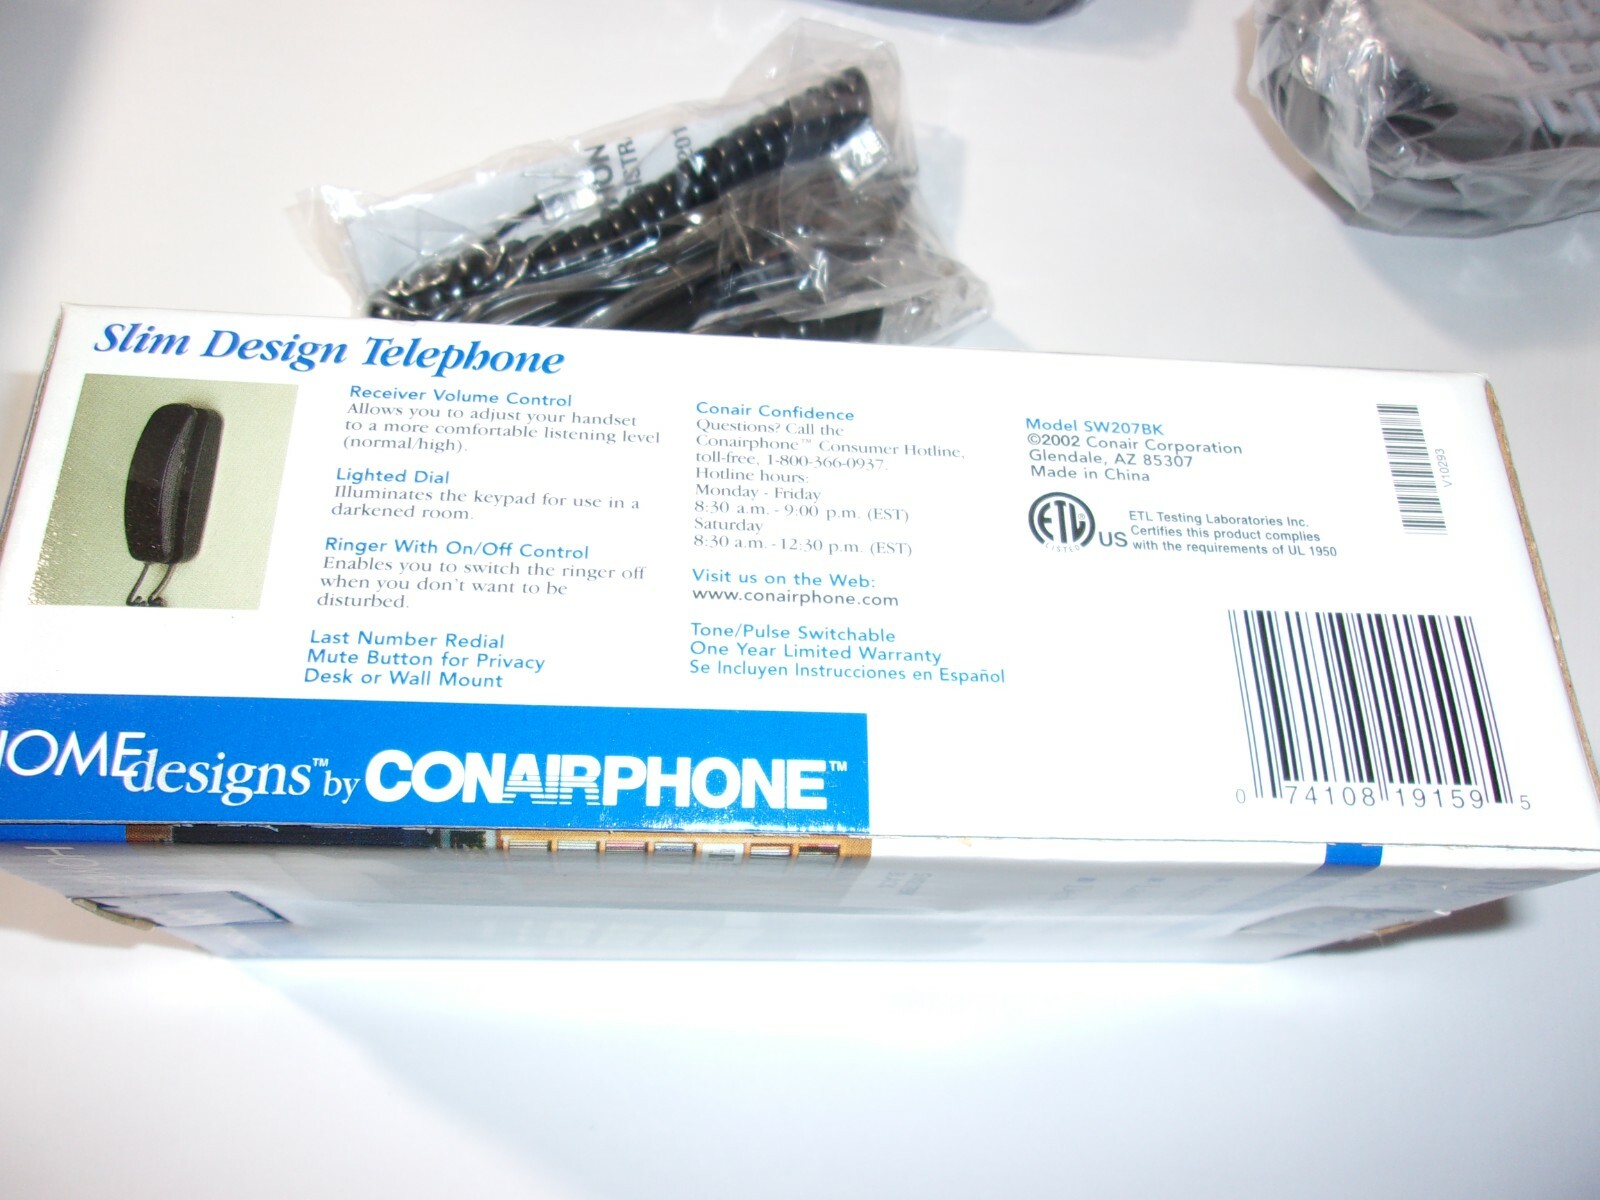 Slim Design Telephone
Receiver Volume Control
Allows you to adjust your handset
to a more comfortable listening level
(normal/high).
Lighted Dial
Illuminates the keypad for use in a
darkened room.
Ringer With On/Off Control
Enables you to switch the ringer off
when you don't want to be
disturbed.
Last Number Redial
Mute Button for Privacy
Desk or Wall Mount
Conair Confidence
Questions? Call the
Conairphone™ Consumer Hotline,
toll-free, 1-800-366-0937.
Hotline hours:
Monday - Friday
8:30 a.m. - 9:00 p.m. (EST)
Saturday
8:30 a.m. - 12:30 p.m. (EST)
Visit us on the Web:
www.conairphone.com
Tone/Pulse Switchable
One Year Limited Warranty
Se Incluyen Instrucciones en Español
Model SW207BK
©2002 Conair Corporation
Glendale, AZ 85307
Made in China
ETL®
LISTED
US
ETL Testing Laboratories Inc.
Certifies this product complies
with the requirements of UL 1950
V10293
0 74108 19159 5
HOMEdesigns™ by CONAIRPHONE™